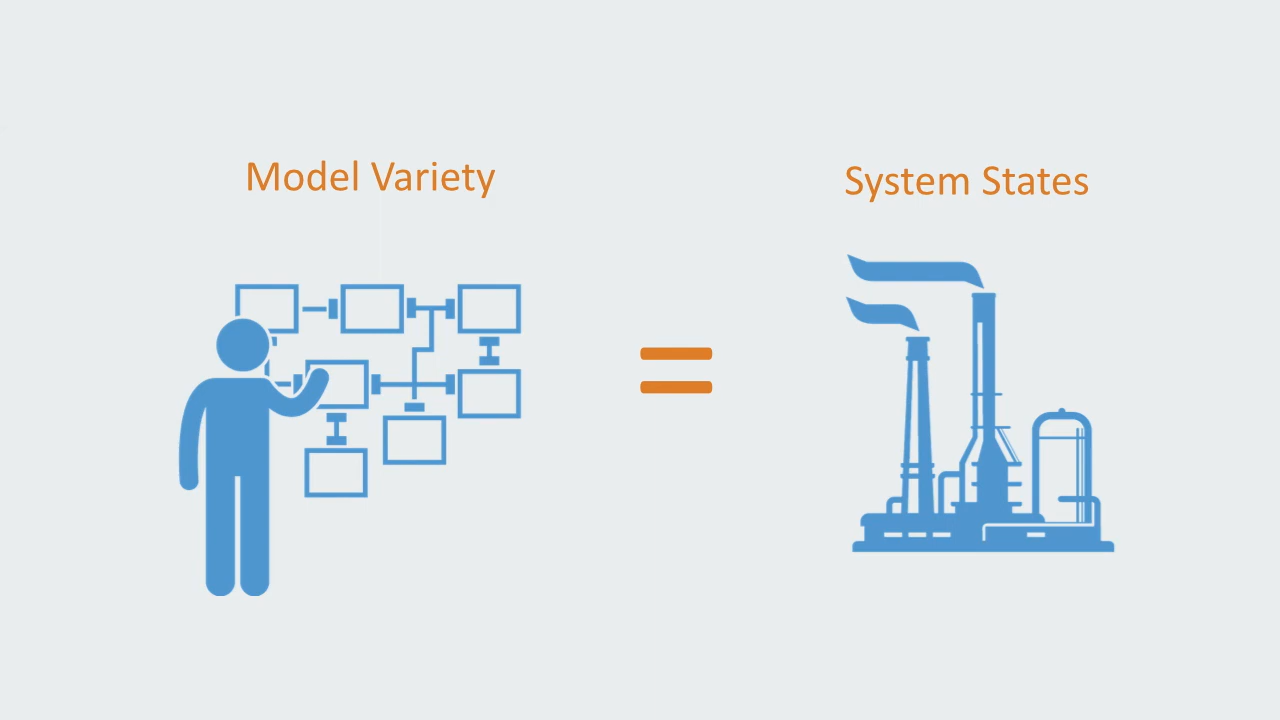 Model Variety
System States
=